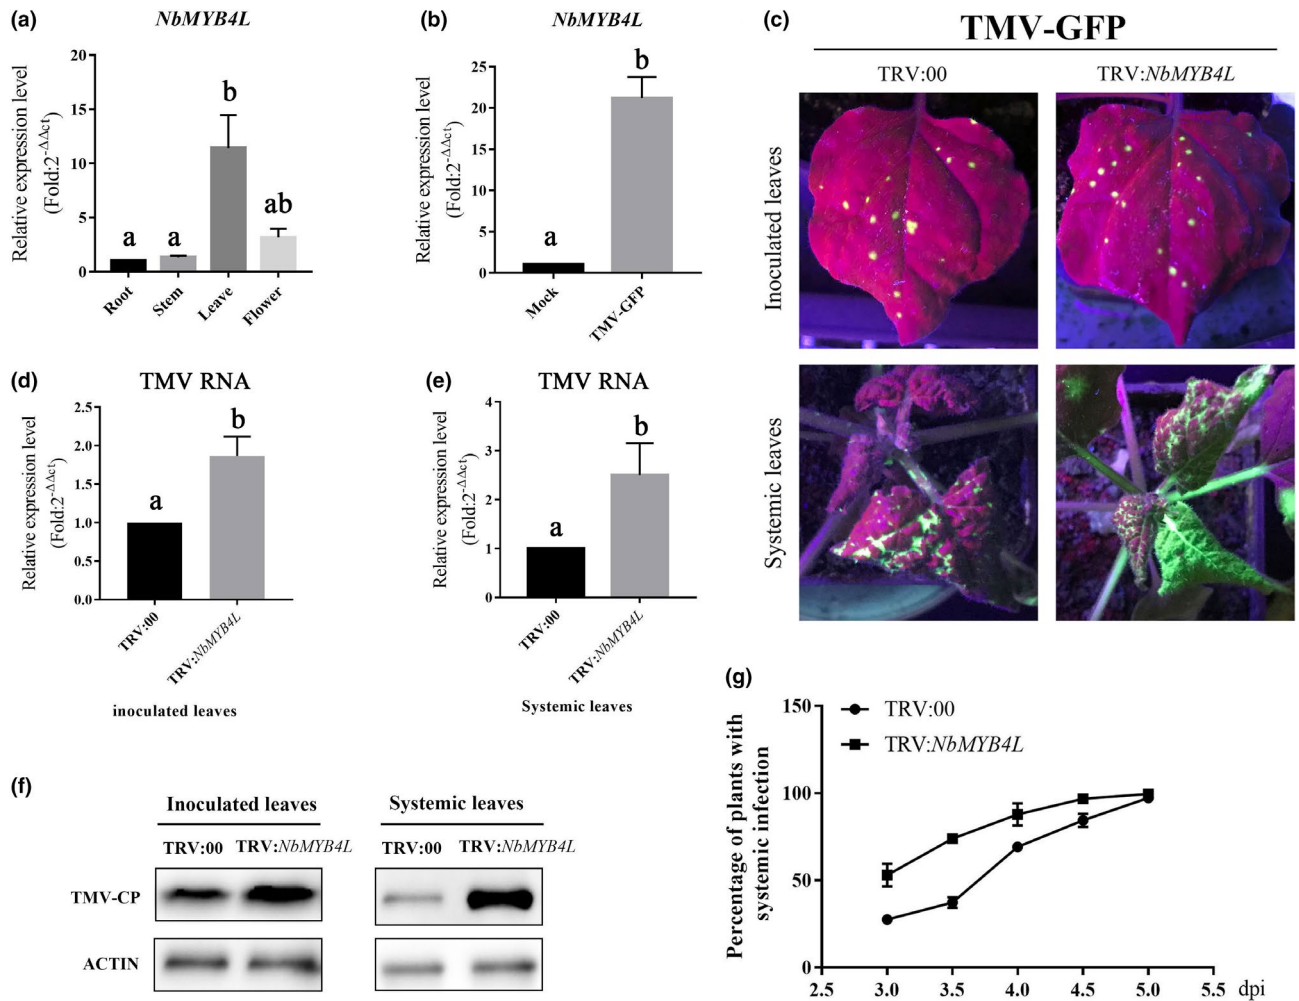 (a)
NbMYB4L
Relative expression level
(Fold:2-ΔΔct)
20
15
10
5
0
a
a
b
ab
Root
Stem
Leave
Flower
(b)
NbMYB4L
Relative expression level
(Fold:2-ΔΔct)
25
20
15
10
5
0
a
b
Mock
TMV-GFP
(c)
TMV-GFP
TRV:00
TRV:NbMYB4L
Inoculated leaves
Systemic leaves
(d)
TMV RNA
Relative expression level
(Fold:2-ΔΔct)
2.5
2.0
1.5
1.0
0.5
0.0
a
b
TRV:00
TRV:NbMYB4L
inoculated leaves
(e)
TMV RNA
Relative expression level
(Fold:2-ΔΔct)
4
3
2
1
0
a
b
TRV:00
TRV:NbMYB4L
Systemic leaves
(f)
Inoculated leaves
Systemic leaves
TRV:00
TRV:NbMYB4L
TRV:00
TRV:NbMYB4L
TMV-CP
ACTIN
(g)
TRV:00
TRV:NbMYB4L
Percentage of plants with
systemic infection
150
100
50
0
2.5
3.0
3.5
4.0
4.5
5.0
5.5
dpi